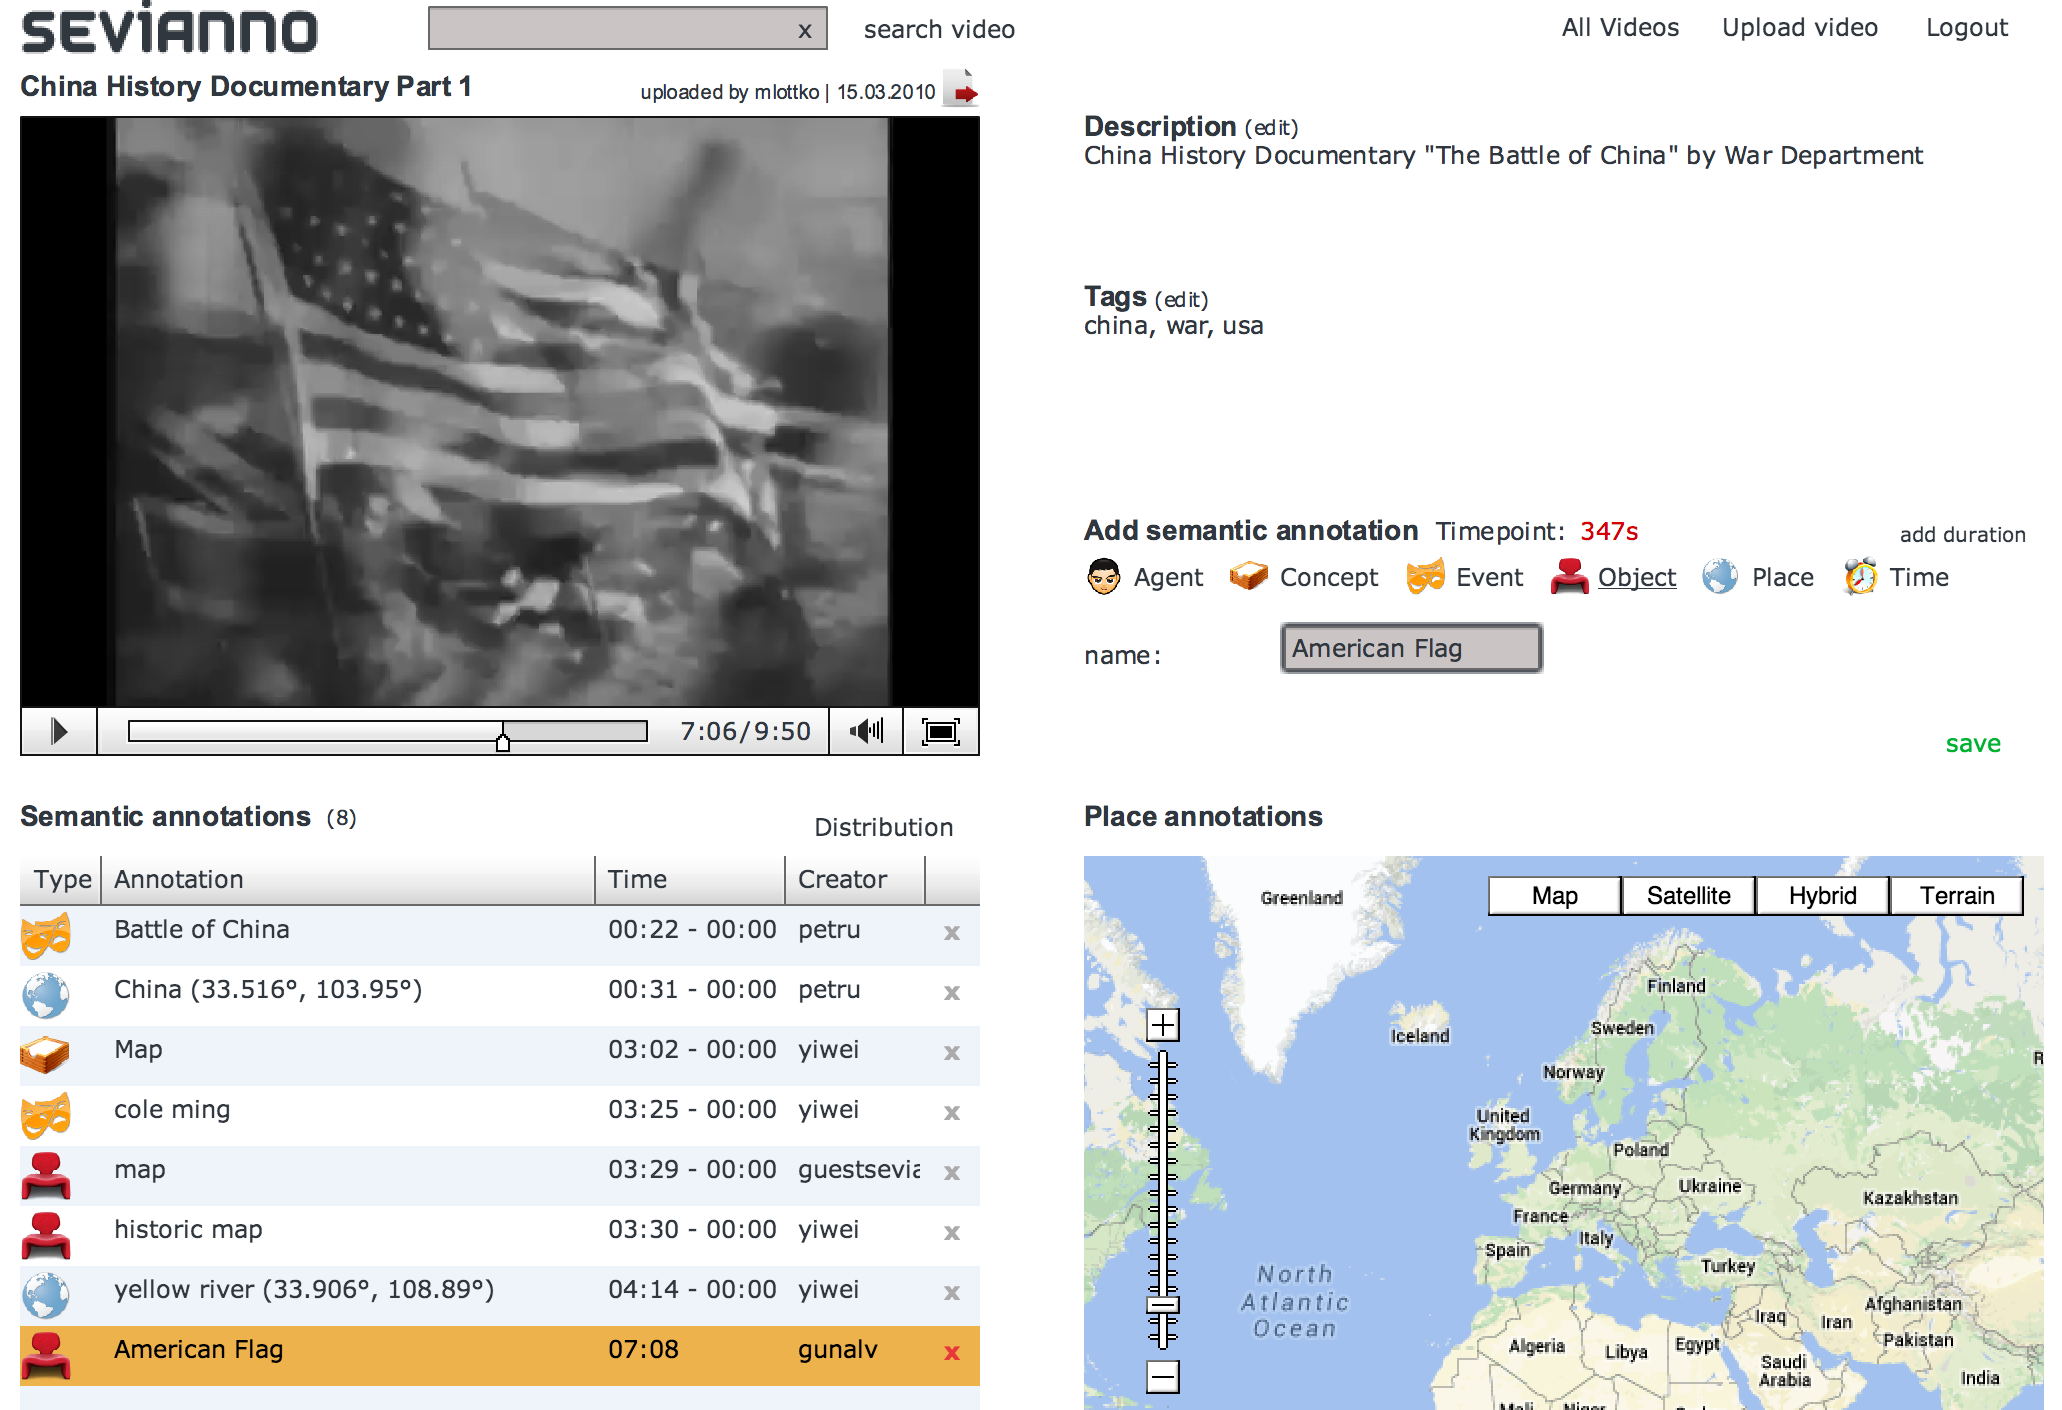 sevianno
x
search video
All Videos
Upload video
Logout
China History Documentary Part 1
uploaded by mlottko | 15.03.2010
Description (edit)
China History Documentary "The Battle of China" by War Department
Tags (edit)
china, war, usa
Add semantic annotation Timepoint: 347s
add duration
Agent Concept Event Object Place Time
name: American Flag
save
7:06/9:50
Semantic annotations (8)
Distribution
Type Annotation Time Creator
Battle of China 00:22 - 00:00 petru x
China (33.516°, 103.95°) 00:31 - 00:00 petru x
Map 03:02 - 00:00 yiwei x
cole ming 03:25 - 00:00 yiwei x
map 03:29 - 00:00 guestsevia x
historic map 03:30 - 00:00 yiwei x
yellow river (33.906°, 108.89°) 04:14 - 00:00 yiwei x
American Flag 07:08 gunalv x
Place annotations
Map Satellite Hybrid Terrain
Greenland
Finland
Iceland
Sweden
Norway
United
Kingdom
Poland
Germany
Ukraine
Kazakhstan
France
Italy
Spain
Turkey
North
Atlantic
Ocean
Iraq
Iran
Afghanistan
Pakistan
Algeria
Libya
Egypt
Saudi
Arabia
India
Mali
Niger